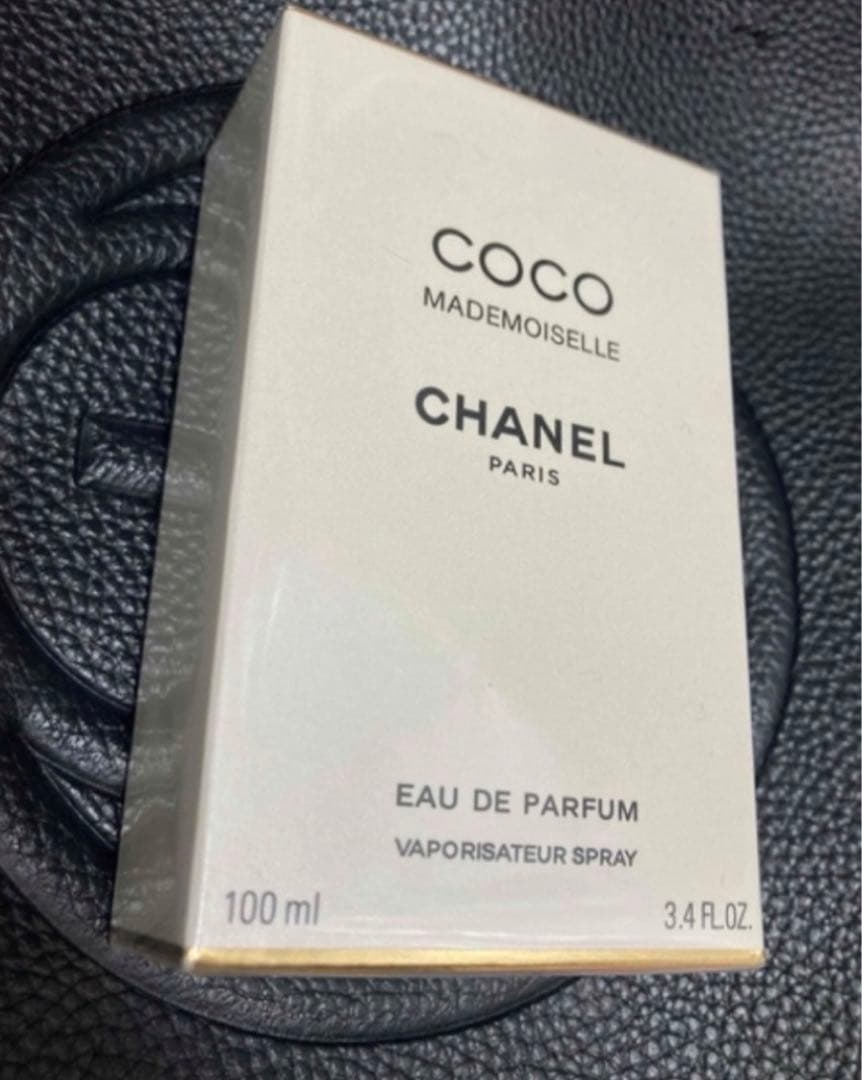 COCO
MADEMOISELLE
CHANEL
PARIS
EAU DE PARFUM
VAPORISATEUR SPRAY
100 ml
3.4 FL.OZ.